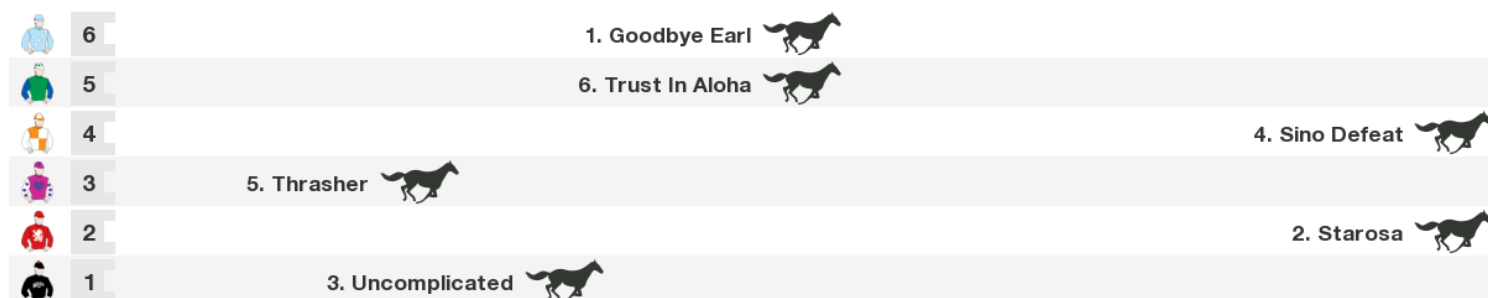 6 1. Goodbye Earl
5 6. Trust In Aloha
4 4. Sino Defeat
3 5. Thrasher
2 2. Starosa
1 3. Uncomplicated